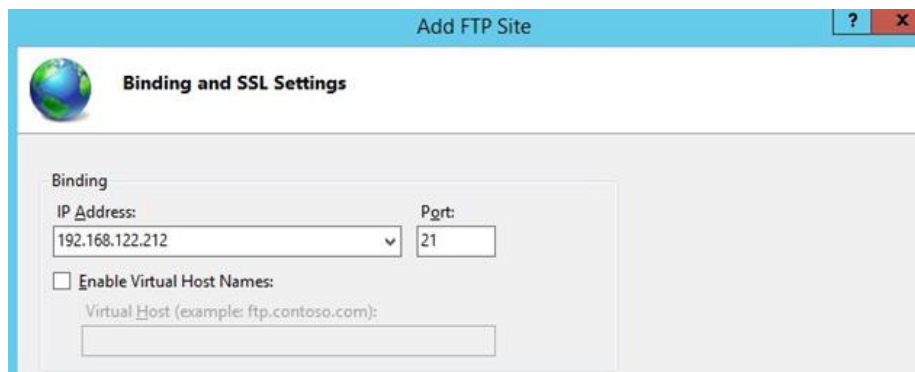 Add FTP Site
? x
Binding and SSL Settings
Binding
IP Address: Port:
192.168.122.212 21
Enable Virtual Host Names:
Virtual Host (example: ftp.contoso.com):